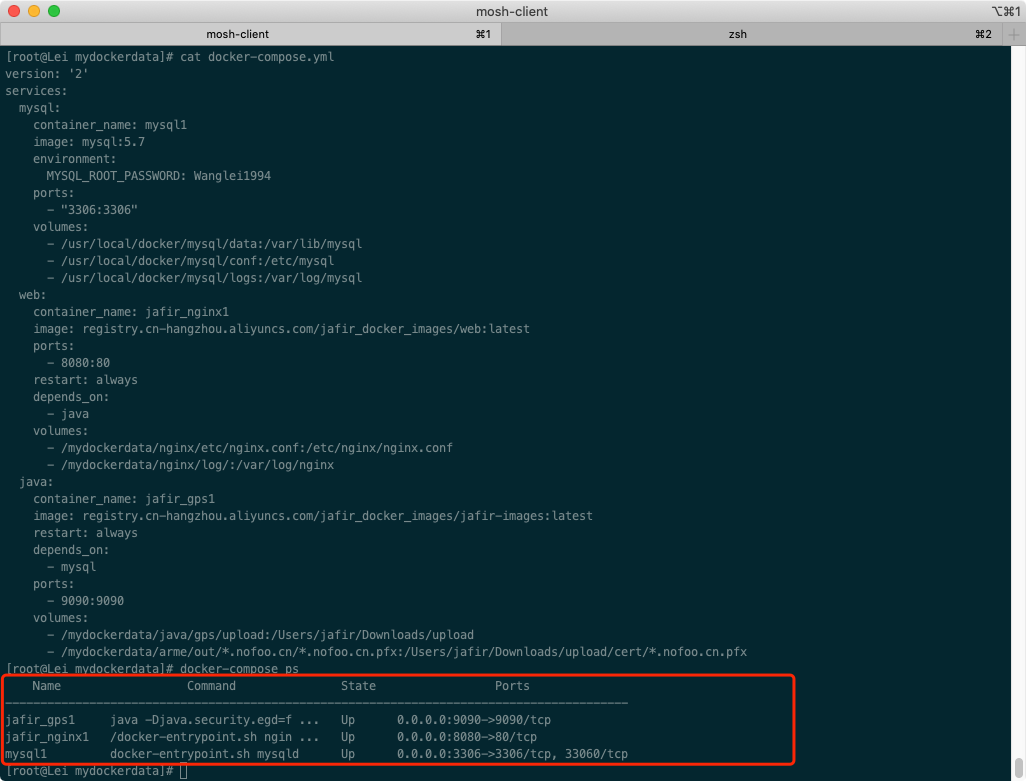 mosh-client
⌥⌘1
mosh-client ⌘1 zsh ⌘2 +
[root@Lei mydockerdata]# cat docker-compose.yml
version: '2'
services:
  mysql:
    container_name: mysql1
    image: mysql:5.7
    environment:
      MYSQL_ROOT_PASSWORD: Wanglei1994
    ports:
      - "3306:3306"
    volumes:
      - /usr/local/docker/mysql/data:/var/lib/mysql
      - /usr/local/docker/mysql/conf:/etc/mysql
      - /usr/local/docker/mysql/logs:/var/log/mysql
  web:
    container_name: jafir_nginx1
    image: registry.cn-hangzhou.aliyuncs.com/jafir_docker_images/web:latest
    ports:
      - 8080:80
    restart: always
    depends_on:
      - java
    volumes:
      - /mydockerdata/nginx/etc/nginx.conf:/etc/nginx/nginx.conf
      - /mydockerdata/nginx/log/:/var/log/nginx
  java:
    container_name: jafir_gps1
    image: registry.cn-hangzhou.aliyuncs.com/jafir_docker_images/jafir-images:latest
    restart: always
    depends_on:
      - mysql
    ports:
      - 9090:9090
    volumes:
      - /mydockerdata/java/gps/upload:/Users/jafir/Downloads/upload
      - /mydockerdata/arme/out/*.nofoo.cn/*.nofoo.cn.pfx:/Users/jafir/Downloads/upload/cert/*.nofoo.cn.pfx
[root@Lei mydockerdata]# docker-compose ps
    Name                  Command               State                 Ports
-----------------------------------------------------------------------------------------
jafir_gps1     java -Djava.security.egd=f ...   Up      0.0.0.0:9090->9090/tcp
jafir_nginx1   /docker-entrypoint.sh ngin ...   Up      0.0.0.0:8080->80/tcp
mysql1         docker-entrypoint.sh mysqld      Up      0.0.0.0:3306->3306/tcp, 33060/tcp
[root@Lei mydockerdata]#